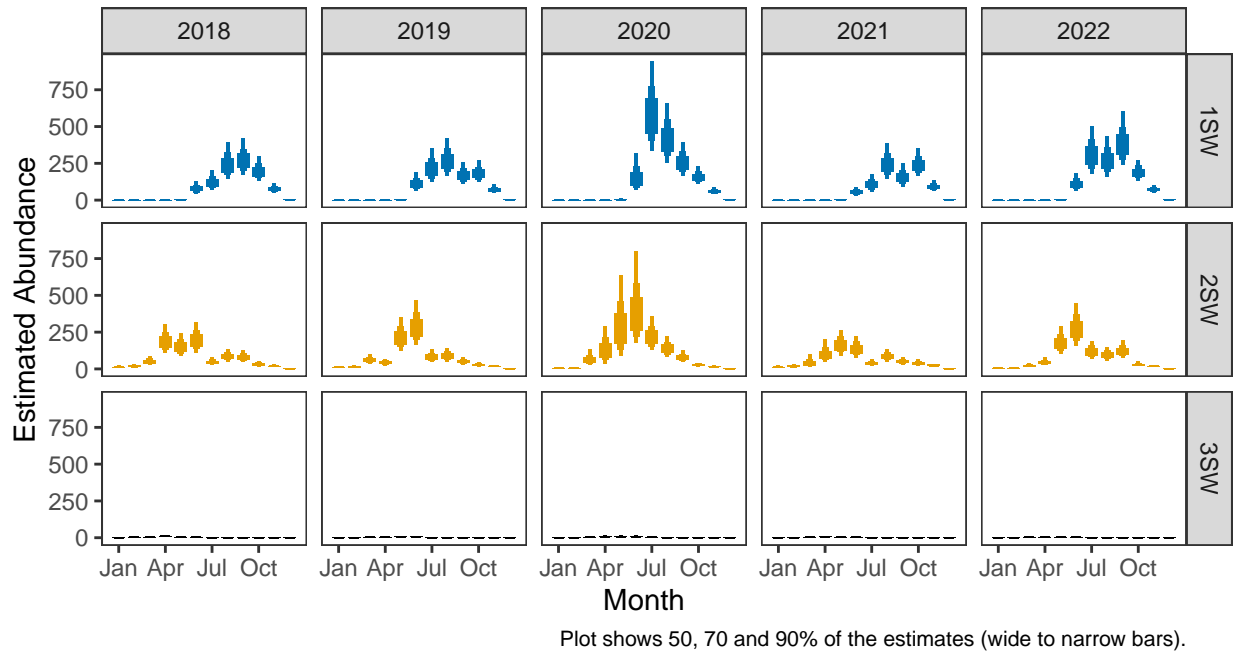 2018 2019 2020 2021 2022
Estimated Abundance
750
500
250
0
1SW
750
500
250
0
2SW
750
500
250
0
3SW
Jan Apr Jul Oct Jan Apr Jul Oct Jan Apr Jul Oct Jan Apr Jul Oct Jan Apr Jul Oct
Month
Plot shows 50, 70 and 90% of the estimates (wide to narrow bars).